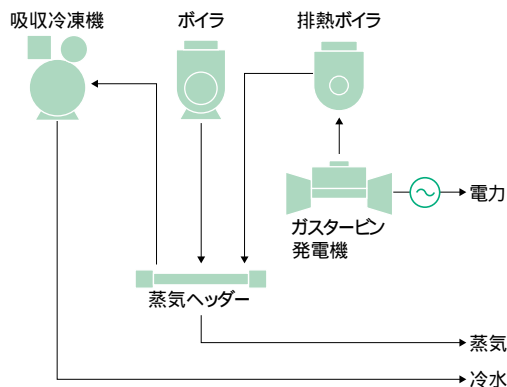 吸収冷凍機
ボイラ
排熱ボイラ
電力
ガスタービン
発電機
蒸気ヘッダー
蒸気
冷水